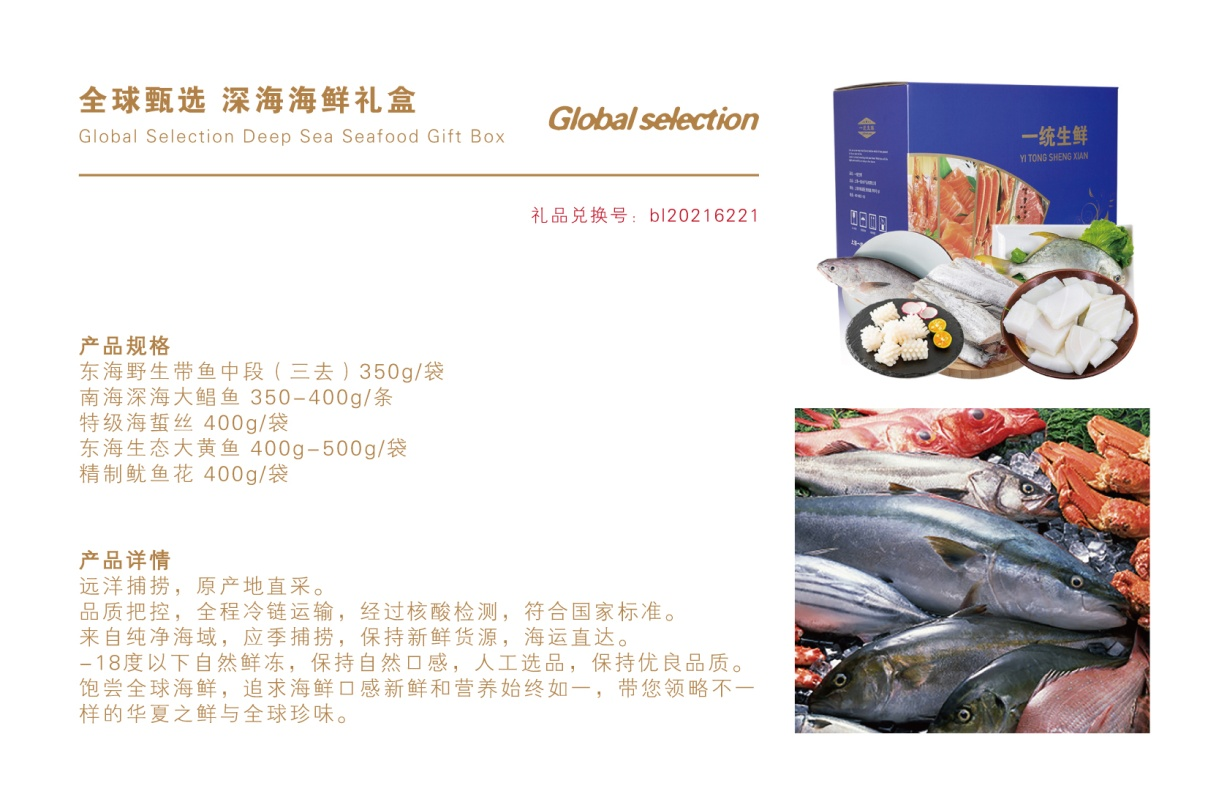 全球甄选 深海海鲜礼盒
Global Selection Deep Sea Seafood Gift Box
Global selection
礼品兑换号：bl20216221
一统生鲜
YI TONG SHENG XIAN
产品规格
东海野生带鱼中段（三去）350g/袋
南海深海大鲳鱼 350-400g/条
特级海蜇丝 400g/袋
东海生态大黄鱼 400g-500g/袋
精制鱿鱼花 400g/袋
产品详情
远洋捕捞，原产地直采。
品质把控，全程冷链运输，经过核酸检测，符合国家标准。
来自纯净海域，应季捕捞，保持新鲜货源，海运直达。
-18度以下自然鲜冻，保持自然口感，人工选品，保持优良品质。
饱尝全球海鲜，追求海鲜口感新鲜和营养始终如一，带您领略不一
样的华夏之鲜与全球珍味。